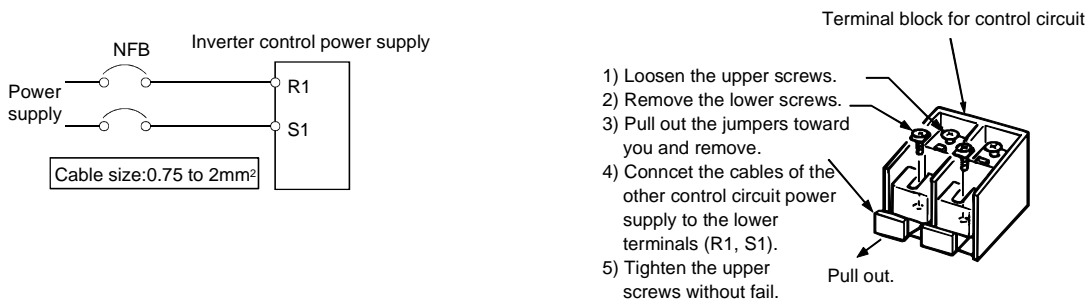 NFB
Inverter control power supply
Power
supply
R1
S1
Cable size:0.75 to 2mm²
Terminal block for control circuit
1) Loosen the upper screws.
2) Remove the lower screws.
3) Pull out the jumpers toward
you and remove.
4) Conncet the cables of the
other control circuit power
supply to the lower
terminals (R1, S1).
5) Tighten the upper
screws without fail.
Pull out.